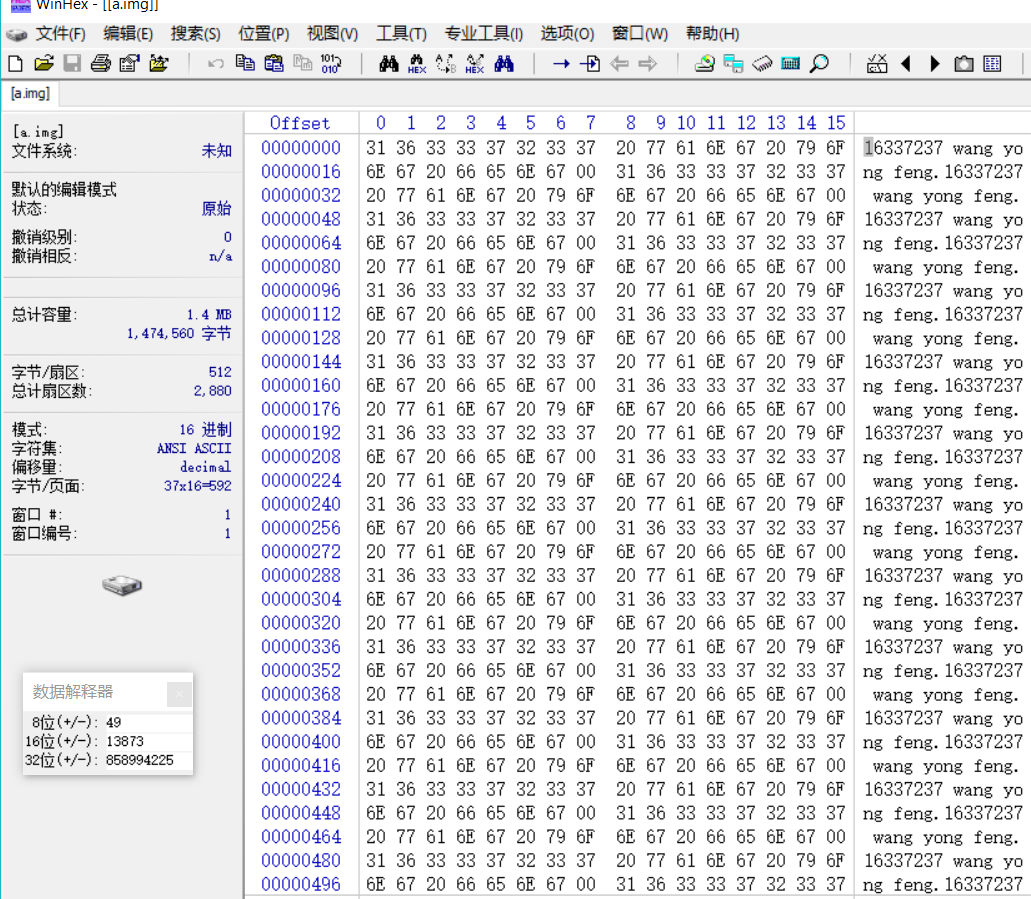 WinHex - [[a.img]]
文件(F) 编辑(E) 搜索(S) 位置(P) 视图(V) 工具(T) 专业工具(I) 选项(O) 窗口(W) 帮助(H)
[a.img]
[a.img]
文件系统: 未知
默认的编辑模式
状态: 原始
撤销级别: 0
撤销相反: n/a
总计容量: 1.4 MB
1,474,560 字节
字节/扇区: 512
总计扇区数: 2,880
模式: 16 进制
字符集: ANSI ASCII
偏移量: decimal
字节/页面: 37x16=592
窗口 #: 1
窗口编号: 1
数据解释器
8位(+/-): 49
16位(+/-): 13873
32位(+/-): 858994225
Offset 0 1 2 3 4 5 6 7 8 9 10 11 12 13 14 15
00000000 31 36 33 33 37 32 33 37 20 77 61 6E 67 20 79 6F 16337237 wang yo
00000016 6E 67 20 66 65 6E 67 00 31 36 33 33 37 32 33 37 ng feng.16337237
00000032 20 77 61 6E 67 20 79 6F 6E 67 20 66 65 6E 67 00 wang yong feng.
00000048 31 36 33 33 37 32 33 37 20 77 61 6E 67 20 79 6F 16337237 wang yo
00000064 6E 67 20 66 65 6E 67 00 31 36 33 33 37 32 33 37 ng feng.16337237
00000080 20 77 61 6E 67 20 79 6F 6E 67 20 66 65 6E 67 00 wang yong feng.
00000096 31 36 33 33 37 32 33 37 20 77 61 6E 67 20 79 6F 16337237 wang yo
00000112 6E 67 20 66 65 6E 67 00 31 36 33 33 37 32 33 37 ng feng.16337237
00000128 20 77 61 6E 67 20 79 6F 6E 67 20 66 65 6E 67 00 wang yong feng.
00000144 31 36 33 33 37 32 33 37 20 77 61 6E 67 20 79 6F 16337237 wang yo
00000160 6E 67 20 66 65 6E 67 00 31 36 33 33 37 32 33 37 ng feng.16337237
00000176 20 77 61 6E 67 20 79 6F 6E 67 20 66 65 6E 67 00 wang yong feng.
00000192 31 36 33 33 37 32 33 37 20 77 61 6E 67 20 79 6F 16337237 wang yo
00000208 6E 67 20 66 65 6E 67 00 31 36 33 33 37 32 33 37 ng feng.16337237
00000224 20 77 61 6E 67 20 79 6F 6E 67 20 66 65 6E 67 00 wang yong feng.
00000240 31 36 33 33 37 32 33 37 20 77 61 6E 67 20 79 6F 16337237 wang yo
00000256 6E 67 20 66 65 6E 67 00 31 36 33 33 37 32 33 37 ng feng.16337237
00000272 20 77 61 6E 67 20 79 6F 6E 67 20 66 65 6E 67 00 wang yong feng.
00000288 31 36 33 33 37 32 33 37 20 77 61 6E 67 20 79 6F 16337237 wang yo
00000304 6E 67 20 66 65 6E 67 00 31 36 33 33 37 32 33 37 ng feng.16337237
00000320 20 77 61 6E 67 20 79 6F 6E 67 20 66 65 6E 67 00 wang yong feng.
00000336 31 36 33 33 37 32 33 37 20 77 61 6E 67 20 79 6F 16337237 wang yo
00000352 6E 67 20 66 65 6E 67 00 31 36 33 33 37 32 33 37 ng feng.16337237
00000368 20 77 61 6E 67 20 79 6F 6E 67 20 66 65 6E 67 00 wang yong feng.
00000384 31 36 33 33 37 32 33 37 20 77 61 6E 67 20 79 6F 16337237 wang yo
00000400 6E 67 20 66 65 6E 67 00 31 36 33 33 37 32 33 37 ng feng.16337237
00000416 20 77 61 6E 67 20 79 6F 6E 67 20 66 65 6E 67 00 wang yong feng.
00000432 31 36 33 33 37 32 33 37 20 77 61 6E 67 20 79 6F 16337237 wang yo
00000448 6E 67 20 66 65 6E 67 00 31 36 33 33 37 32 33 37 ng feng.16337237
00000464 20 77 61 6E 67 20 79 6F 6E 67 20 66 65 6E 67 00 wang yong feng.
00000480 31 36 33 33 37 32 33 37 20 77 61 6E 67 20 79 6F 16337237 wang yo
00000496 6E 67 20 66 65 6E 67 00 31 36 33 33 37 32 33 37 ng feng.16337237